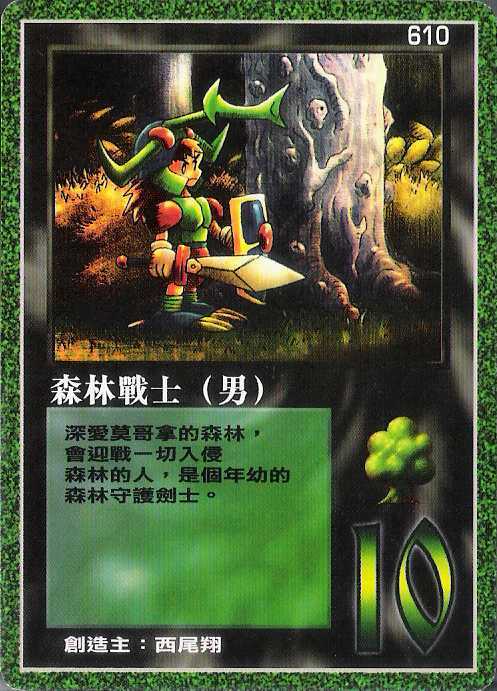 610
森林戰士（男）
深愛莫哥拿的森林，
會迎戰一切入侵
森林的人，是個年幼的
森林守護劍士。
10
創造主：西尾翔